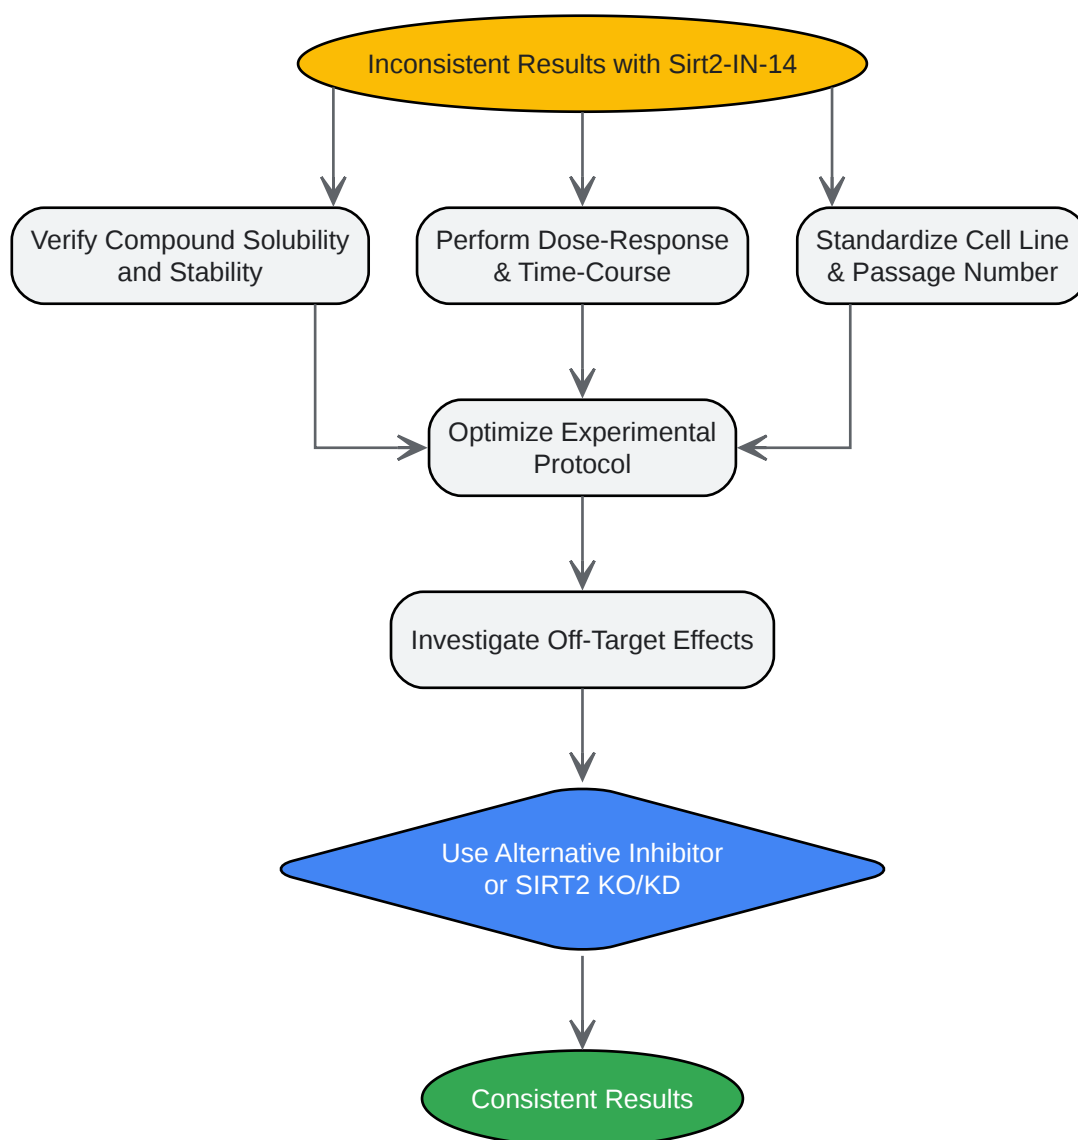 Inconsistent Results with Sirt2-IN-14
Verify Compound Solubility
and Stability
Perform Dose-Response
& Time-Course
Standardize Cell Line
& Passage Number
Optimize Experimental
Protocol
Investigate Off-Target Effects
Use Alternative Inhibitor
or SIRT2 KO/KD
Consistent Results